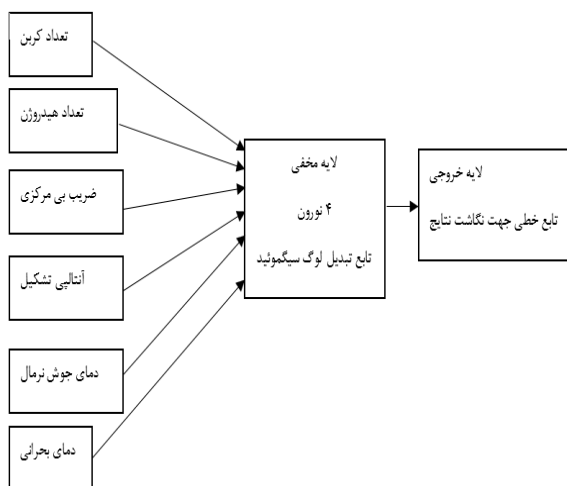 تعداد کربن
تعداد هیدروژن
ضریب بی مرکزی
آنتالپی تشکیل
دمای جوش نرمال
دمای بحرانی
لایه مخفی
۴ نورون
تابع تبدیل لوگ سیگموئید
لایه خروجی
تابع خطی جهت نگاشت نتایج